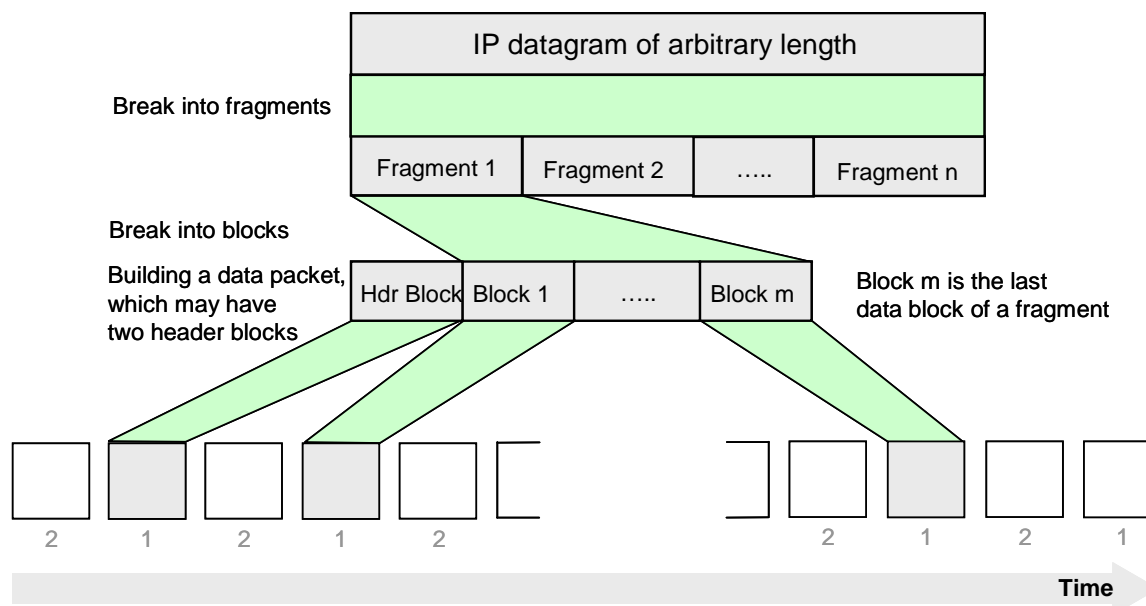 IP datagram of arbitrary length
Break into fragments
Fragment 1
Fragment 2
…..
Fragment n
Break into blocks
Building a data packet,
which may have
two header blocks
Hdr Block
Block 1
…..
Block m
Block m is the last
data block of a fragment
2 1 2 1 2 2 1 2 1
Time